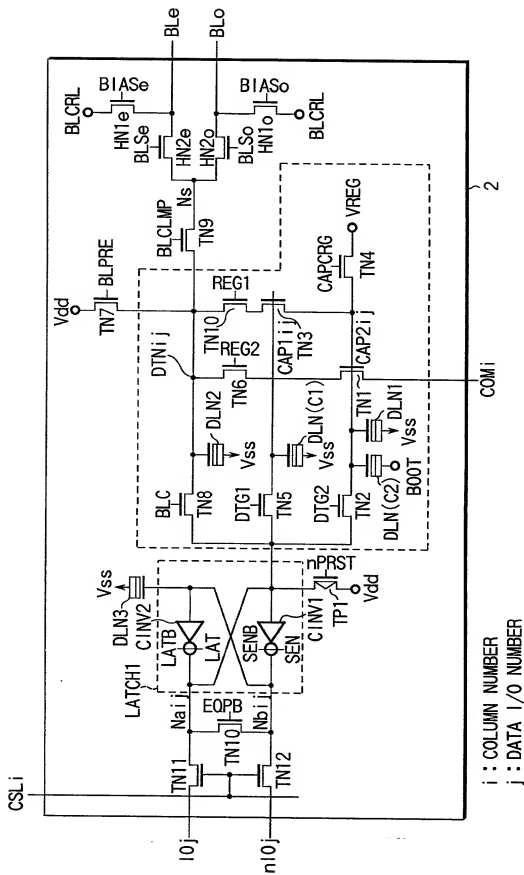 BLe
BLo
BLCRL
BIASe
HN1e
BLSe
HN2e
HN2o
BLSo
HN1o
BIASo
BLCRL
Ns
BLCLMP
TN9
2
Vdd
BLPRE
TN7
REG1
TN10
CAP1ij
TN3
CAPCRG
VREG
TN4
DTNij
REG2
TN6
CAP2ij
TN1
COMi
DLN2
Vss
DLN(C1)
Vss
DLN1
Vss
BOOT
DLN(C2)
BLC
TN8
DTG1
TN5
DTG2
TN2
Vss
DLN3
CINV2
LATB
LAT
SENB
SEN
CINV1
nPRST
TP1
Vdd
LATCH1
Naij
EQPB
TN10
Nbij
TN11
TN12
CSLi
IOj
nIOj
i : COLUMN NUMBER
j : DATA I/O NUMBER